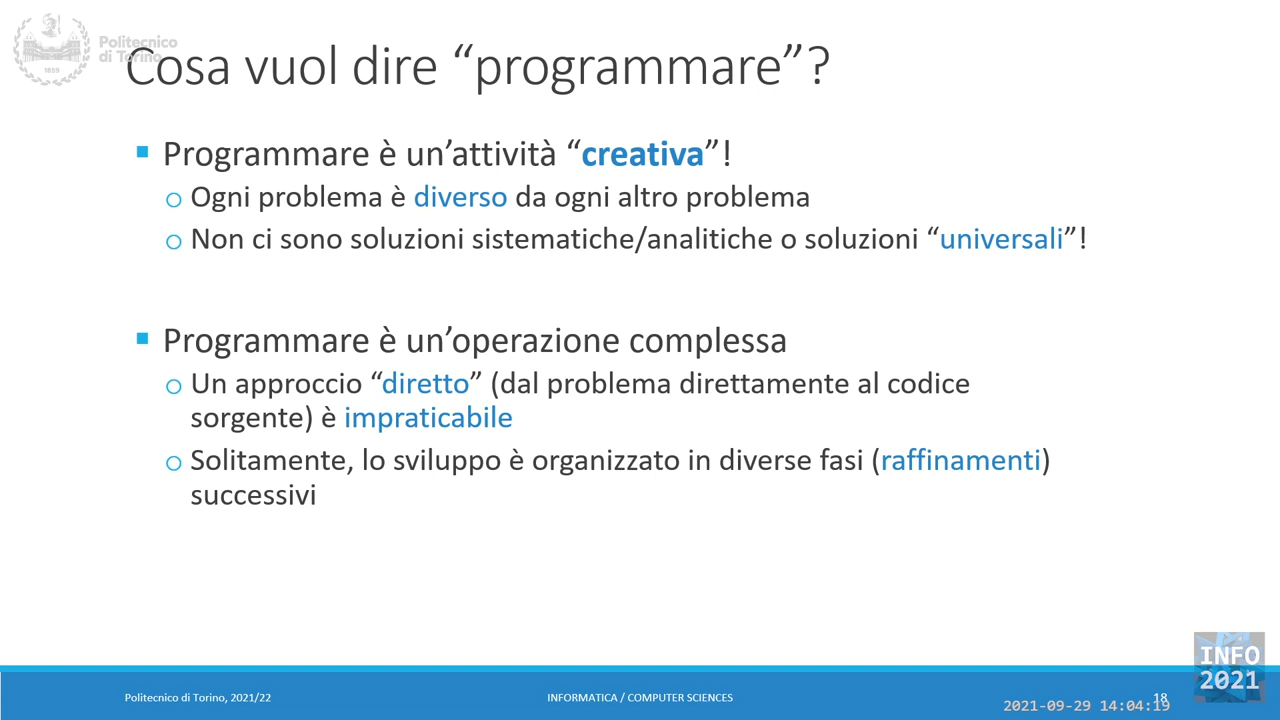 Politecnico
di Torino
1859
Cosa vuol dire “programmare”?
▪ Programmare è un’attività “creativa”!
o Ogni problema è diverso da ogni altro problema
o Non ci sono soluzioni sistematiche/analitiche o soluzioni “universali”!
▪ Programmare è un’operazione complessa
o Un approccio “diretto” (dal problema direttamente al codice
sorgente) è impraticabile
o Solitamente, lo sviluppo è organizzato in diverse fasi (raffinamenti)
successivi
Politecnico di Torino, 2021/22
INFORMATICA / COMPUTER SCIENCES
18
INFO
2021
2021-09-29 14:04:19